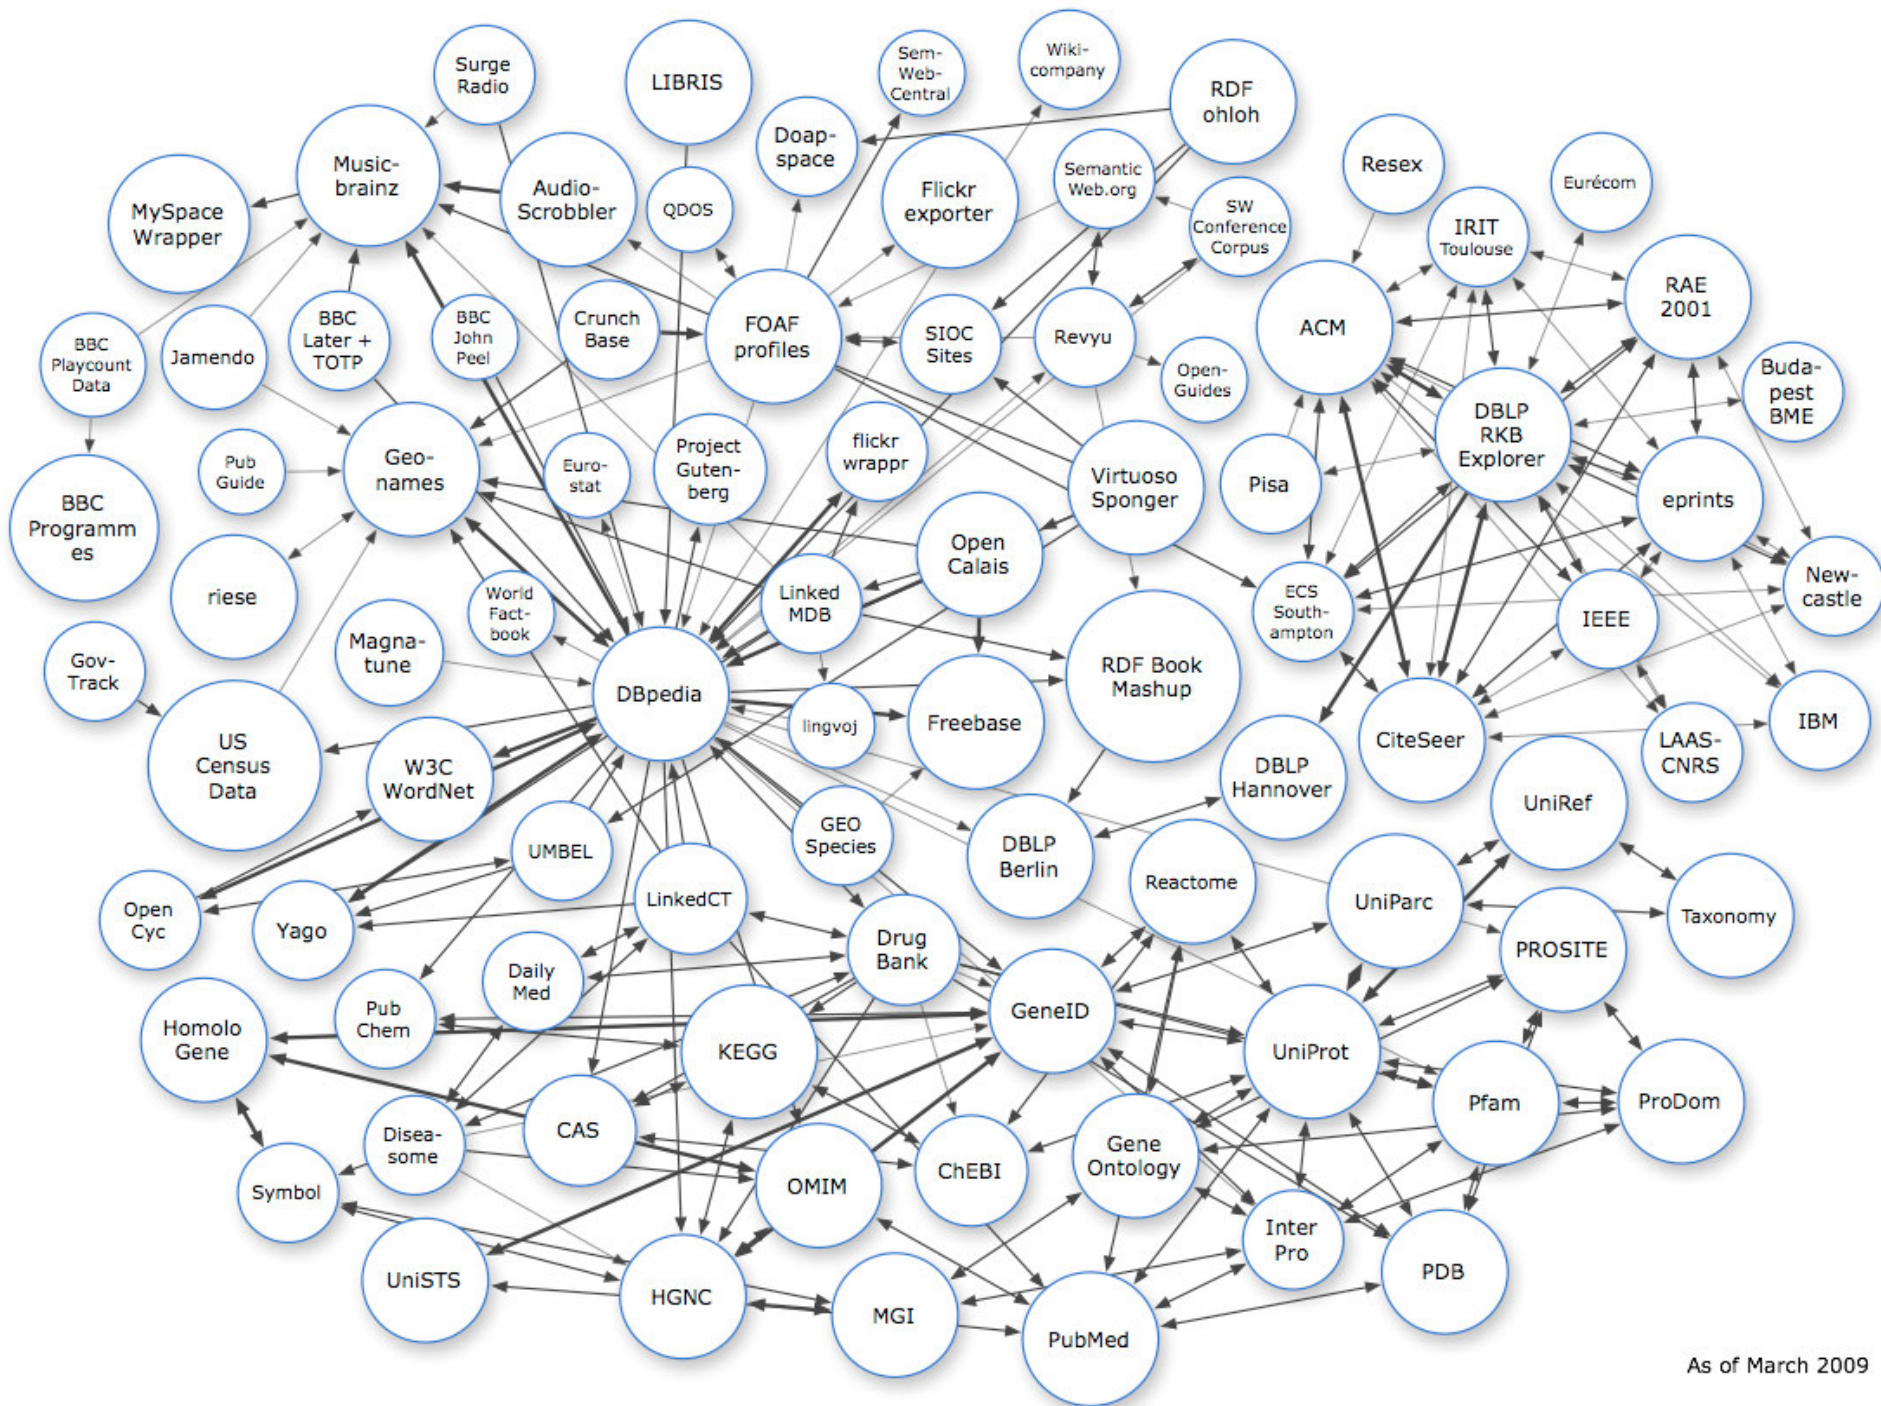 Surge
Radio
LIBRIS
Sem-
Web-
Central
Wiki-
company
RDF
ohloh
Doap-
space
Music-
brainz
MySpace
Wrapper
Audio-
Scrobbler
QDOS
Flickr
exporter
Semantic
Web.org
SW
Conference
Corpus
Resex
Eurécom
IRIT
Toulouse
RAE
2001
ACM
BBC
Playcount
Data
Jamendo
BBC
Later +
TOTP
BBC
John
Peel
Crunch
Base
FOAF
profiles
SIOC
Sites
Revyu
Open-
Guides
Buda-
pest
BME
DBLP
RKB
Explorer
Pub
Guide
Geo-
names
Euro-
stat
Project
Guten-
berg
flickr
wrappr
Virtuoso
Sponger
Pisa
eprints
BBC
Programm
es
riese
Open
Calais
World
Fact-
book
Linked
MDB
ECS
South-
ampton
IEEE
New-
castle
Gov-
Track
Magna-
tune
DBpedia
RDF Book
Mashup
US
Census
Data
W3C
WordNet
lingvoj
Freebase
DBLP
Hannover
CiteSeer
LAAS-
CNRS
IBM
UMBEL
GEO
Species
DBLP
Berlin
UniRef
Open
Cyc
Yago
LinkedCT
Reactome
UniParc
Taxonomy
Drug
Bank
PROSITE
Daily
Med
Pub
Chem
Homolo
Gene
KEGG
GeneID
UniProt
Pfam
ProDom
Disea-
some
CAS
OMIM
ChEBI
Gene
Ontology
Symbol
Inter
Pro
PDB
UniSTS
HGNC
MGI
PubMed
As of March 2009